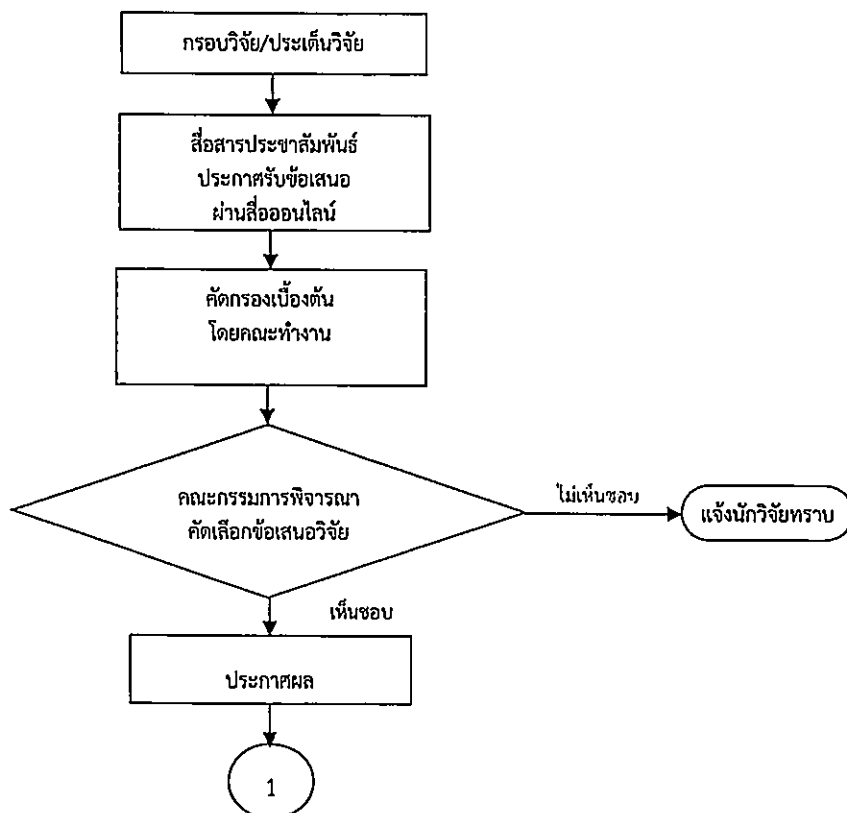 กรอบวิจัย/ประเด็นวิจัย
สื่อสารประชาสัมพันธ์
ประกาศรับข้อเสนอ
ผ่านสื่อออนไลน์
คัดกรองเบื้องต้น
โดยคณะทำงาน
คณะกรรมการพิจารณา
คัดเลือกข้อเสนอวิจัย
ไม่เห็นชอบ
แจ้งนักวิจัยทราบ
เห็นชอบ
ประกาศผล
1